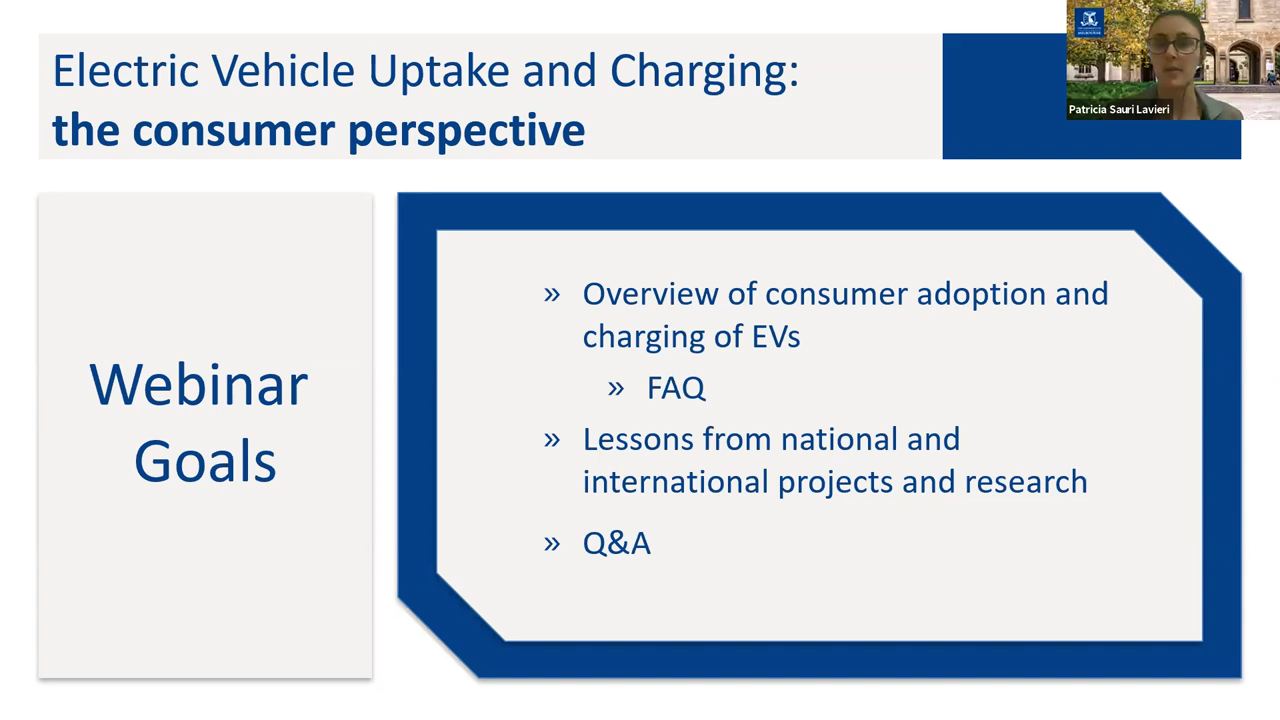 Electric Vehicle Uptake and Charging:
the consumer perspective
MELBOURNE
Patricia Sauri Lavieri
Webinar
Goals
» Overview of consumer adoption and
charging of EVs
» FAQ
» Lessons from national and
international projects and research
» Q&A